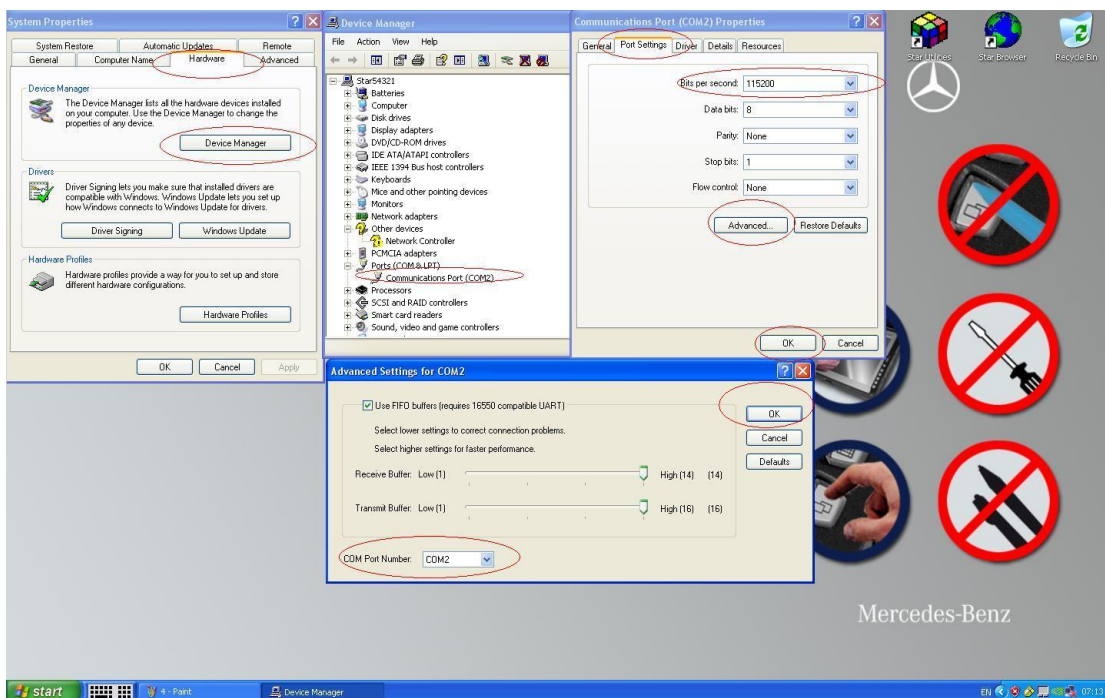 System Properties
System Restore
Automatic Updates
Remote
General
Computer Name
Hardware
Advanced
Device Manager
The Device Manager lists all the hardware devices installed
on your computer. Use the Device Manager to change the
properties of any device.
Device Manager
Drivers
Driver Signing lets you make sure that installed drivers are
compatible with Windows. Windows Update lets you set up
how Windows connects to Windows Update for drivers.
Driver Signing
Windows Update
Hardware Profiles
Hardware profiles provide a way for you to set up and store
different hardware configurations.
Hardware Profiles
OK
Cancel
Apply
Device Manager
File Action View Help
Star54321
Batteries
Computer
Disk drives
Display adapters
DVD/CD-ROM drives
IDE ATA/ATAPI controllers
IEEE 1394 Bus host controllers
Keyboards
Mice and other pointing devices
Monitors
Network adapters
Other devices
Network Controller
PCMCIA adapters
Ports (COM & LPT)
Communications Port (COM2)
Processors
SCSI and RAID controllers
Smart card readers
Sound, video and game controllers
Communications Port (COM2) Properties
General
Port Settings
Driver
Details
Resources
Bits per second: 115200
Data bits: 8
Parity: None
Stop bits: 1
Flow control: None
Advanced...
Restore Defaults
OK
Cancel
Advanced Settings for COM2
Use FIFO buffers (requires 16550 compatible UART)
Select lower settings to correct connection problems.
Select higher settings for faster performance.
Receive Buffer: Low (1) High (14) (14)
Transmit Buffer: Low (1) High (16) (16)
COM Port Number: COM2
OK
Cancel
Defaults
Star Utilities
Star Browser
Recycle Bin
Mercedes-Benz
start
4 - Paint
Device Manager
EN
07:13